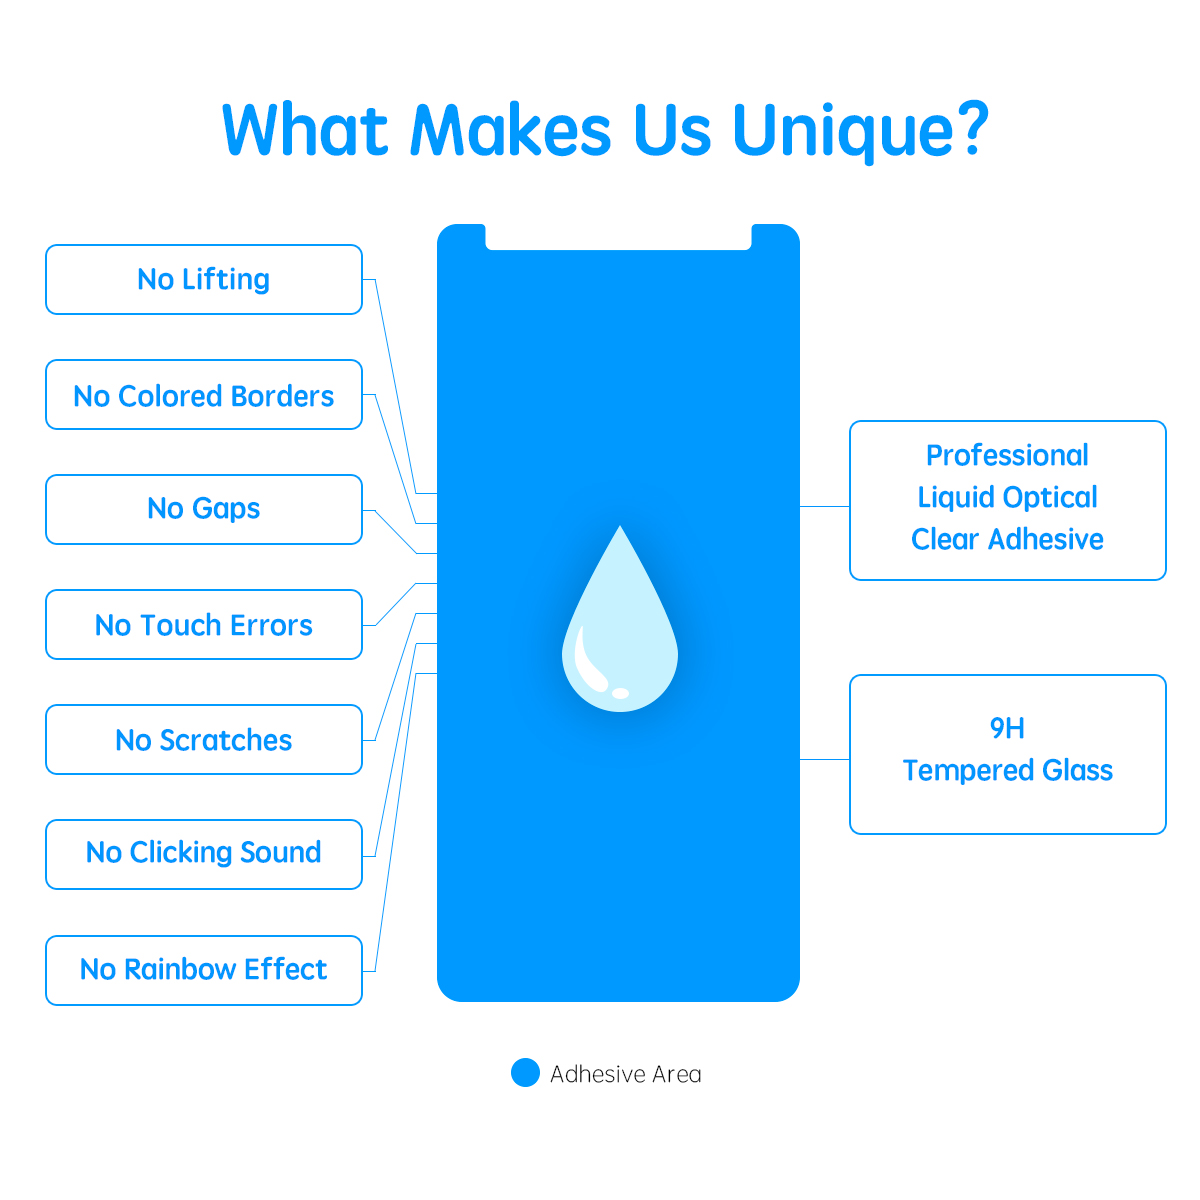 What Makes Us Unique?
No Lifting
No Colored Borders
No Gaps
No Touch Errors
No Scratches
No Clicking Sound
No Rainbow Effect
Professional
Liquid Optical
Clear Adhesive
9H
Tempered Glass
Adhesive Area